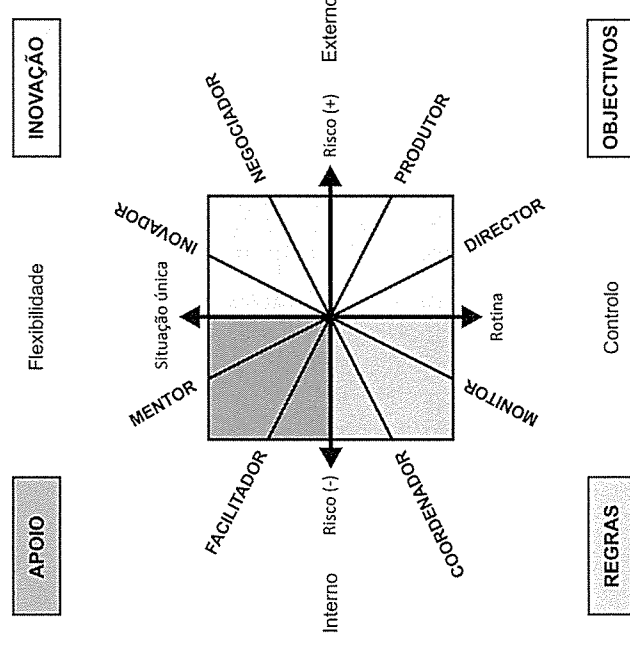 APOIO
Flexibilidade
INOVAÇÃO
Situação única
MENTOR
INOVADOR
FACILITADOR
NEGOCIADOR
Interno
Risco (-)
Risco (+)
Externo
COORDENADOR
PRODUTOR
MONITOR
DIRECTOR
Rotina
REGRAS
Controlo
OBJECTIVOS